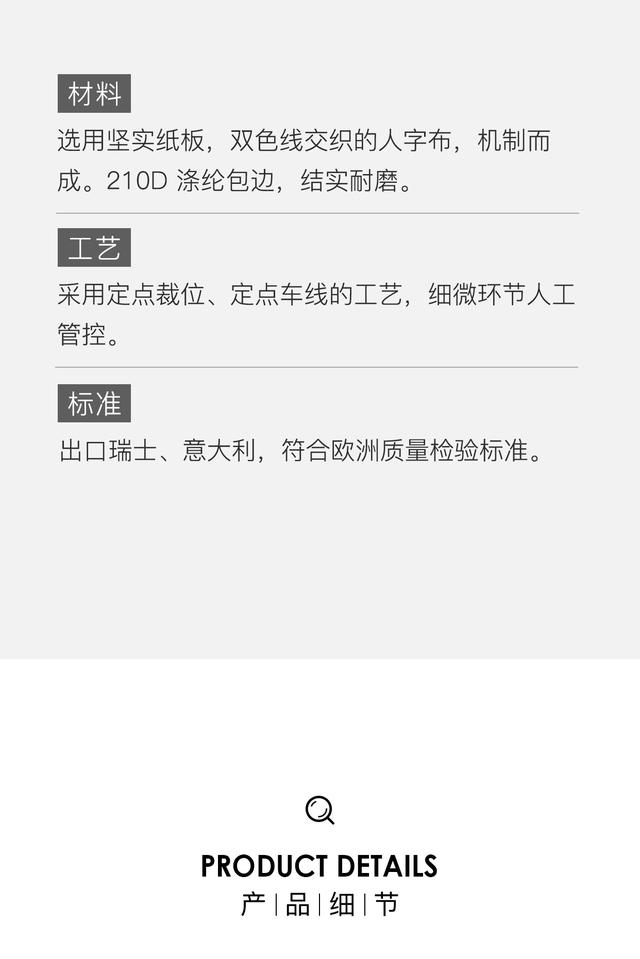 材料
选用坚实纸板，双色线交织的人字布，机制而
成。210D 涤纶包边，结实耐磨。
工艺
采用定点裁位、定点车线的工艺，细微环节人工
管控。
标准
出口瑞士、意大利，符合欧洲质量检验标准。
PRODUCT DETAILS
产|品|细|节